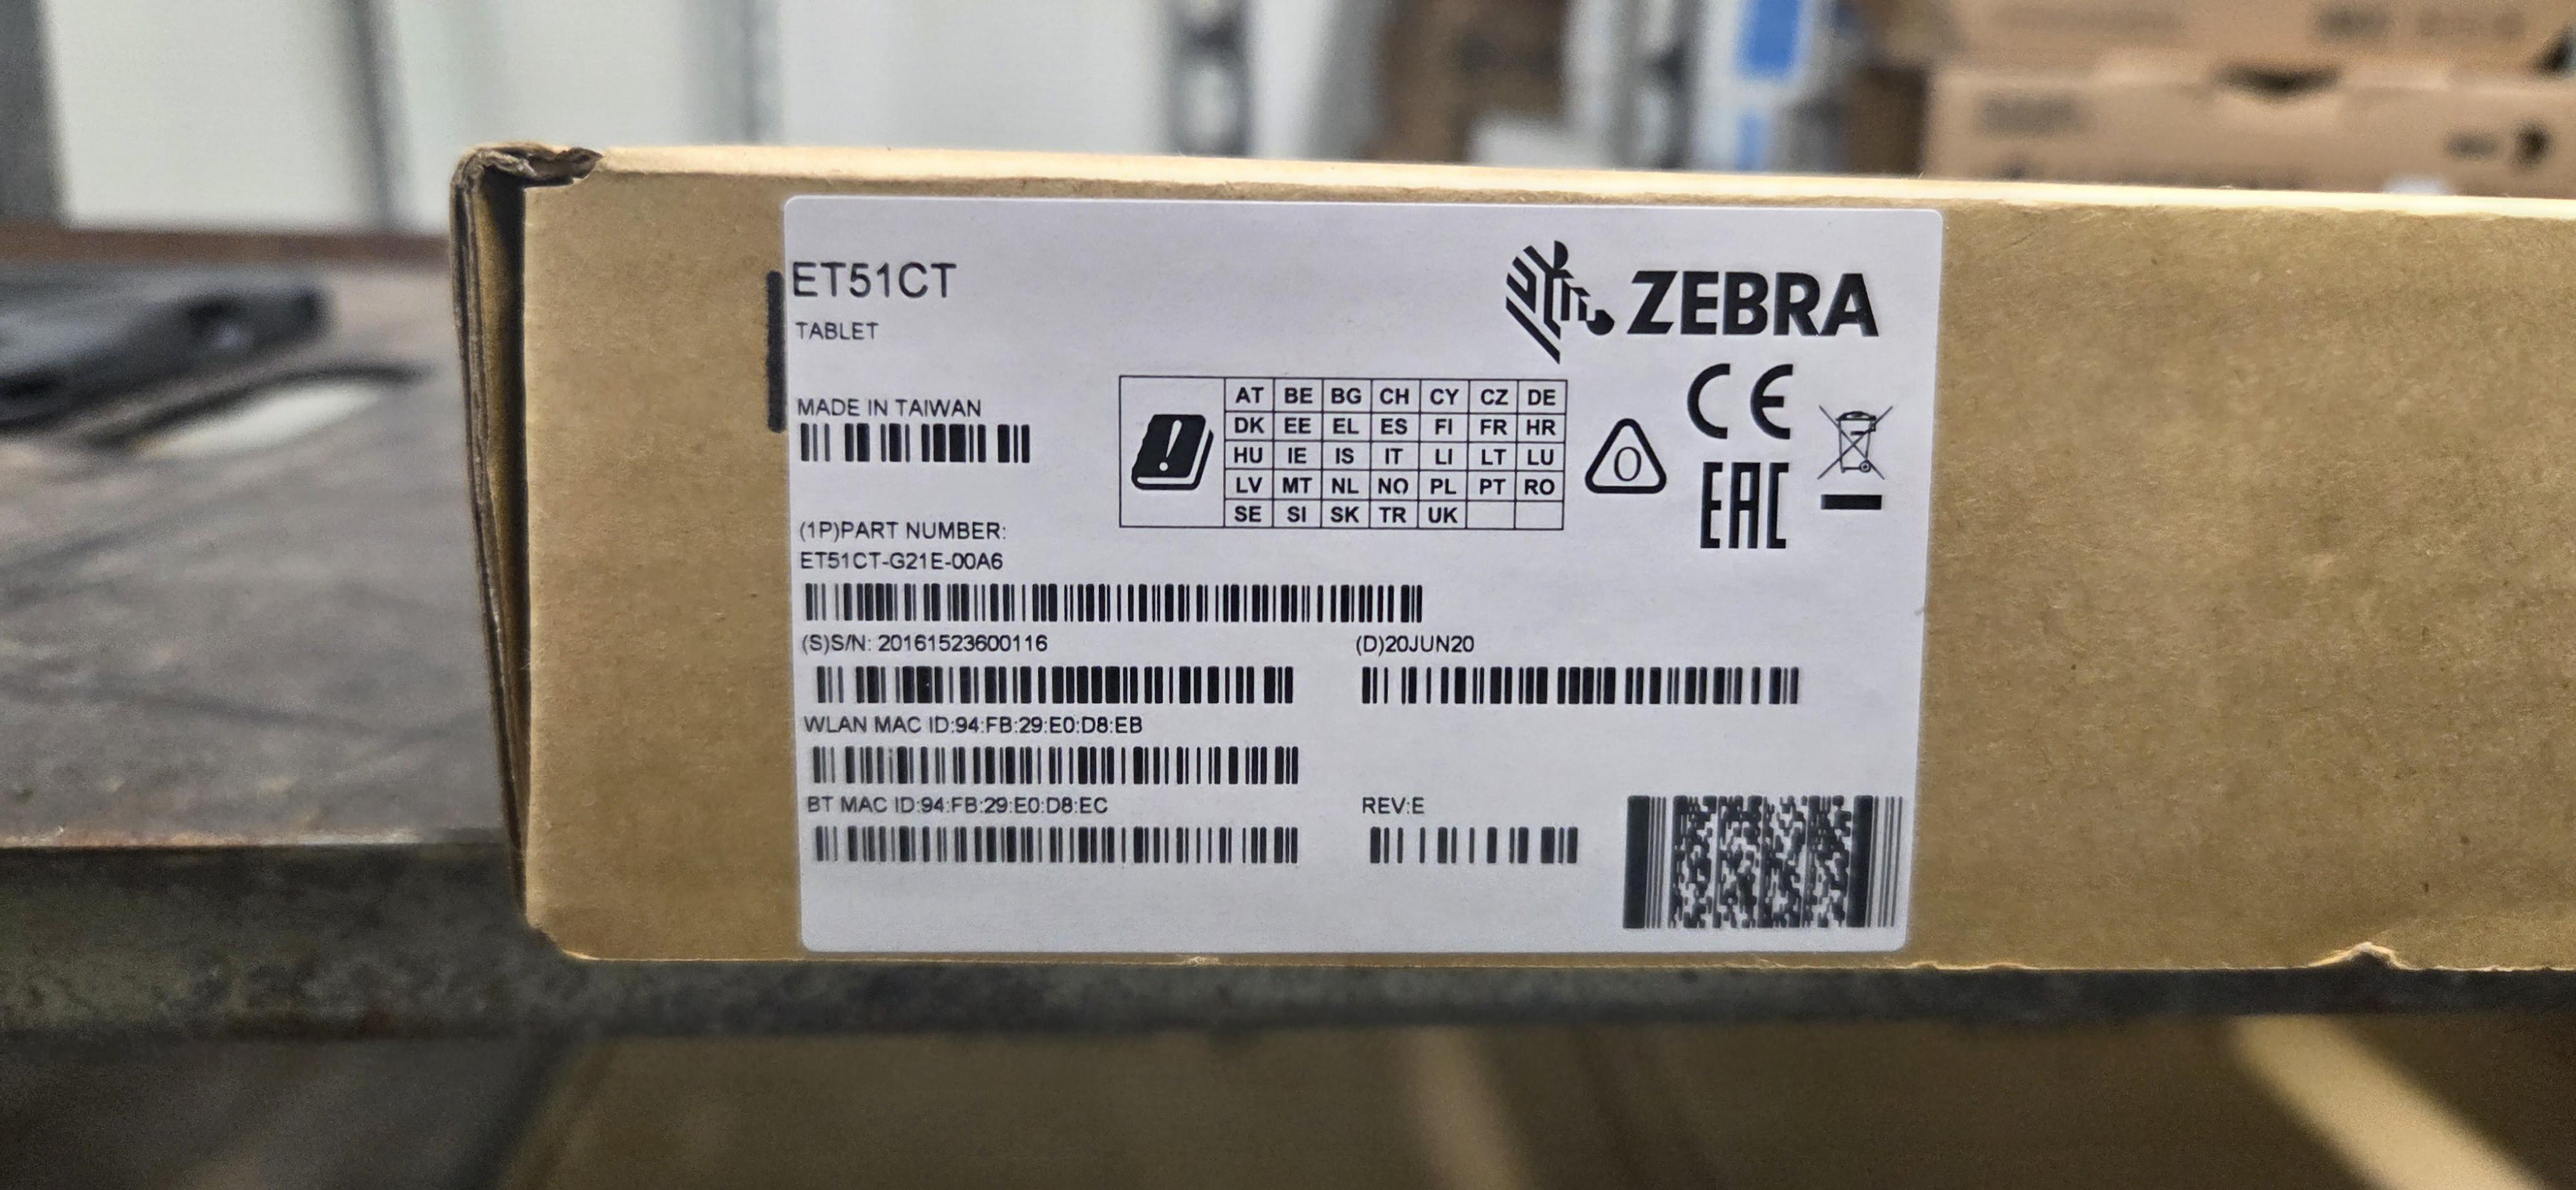 ET51CT
TABLET
ZEBRA
MADE IN TAIWAN
AT BE BG CH CY CZ DE
DK EE EL ES FI FR HR
HU IE IS IT LI LT LU
LV MT NL NO PL PT RO
SE SI SK TR UK
!
0
CE
EAC
(1P)PART NUMBER:
ET51CT-G21E-00A6
(S)S/N: 20161523600116 (D)20JUN20
WLAN MAC ID:94:FB:29:E0:D8:EB
BT MAC ID:94:FB:29:E0:D8:EC REV:E